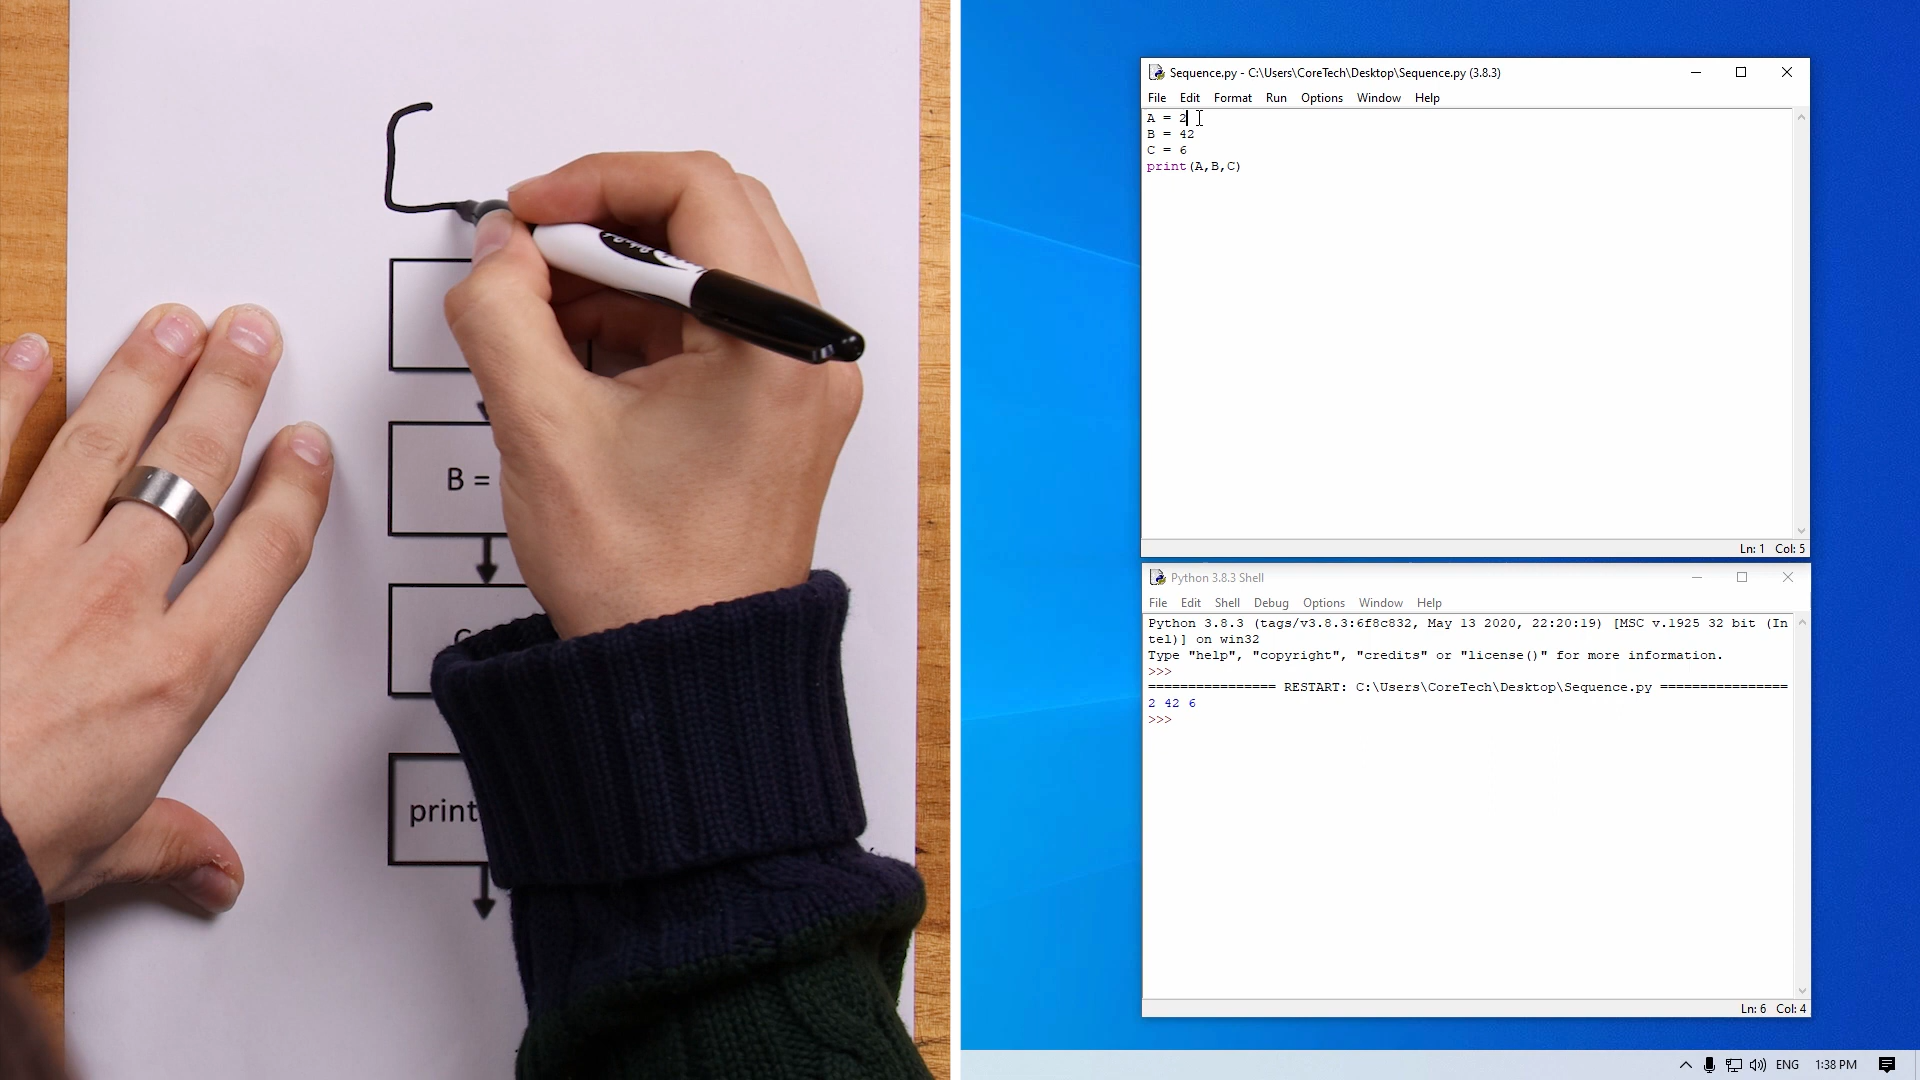 B =
print
Sequence.py - C:\Users\CoreTech\Desktop\Sequence.py (3.8.3)
File Edit Format Run Options Window Help
A = 2
B = 42
C = 6
print(A,B,C)
Ln: 1 Col: 5
Python 3.8.3 Shell
File Edit Shell Debug Options Window Help
Python 3.8.3 (tags/v3.8.3:6f8c832, May 13 2020, 22:20:19) [MSC v.1925 32 bit (In
tel)] on win32
Type "help", "copyright", "credits" or "license()" for more information.
>>>
================ RESTART: C:\Users\CoreTech\Desktop\Sequence.py ================
2 42 6
>>>
Ln: 6 Col: 4
ENG 1:38 PM